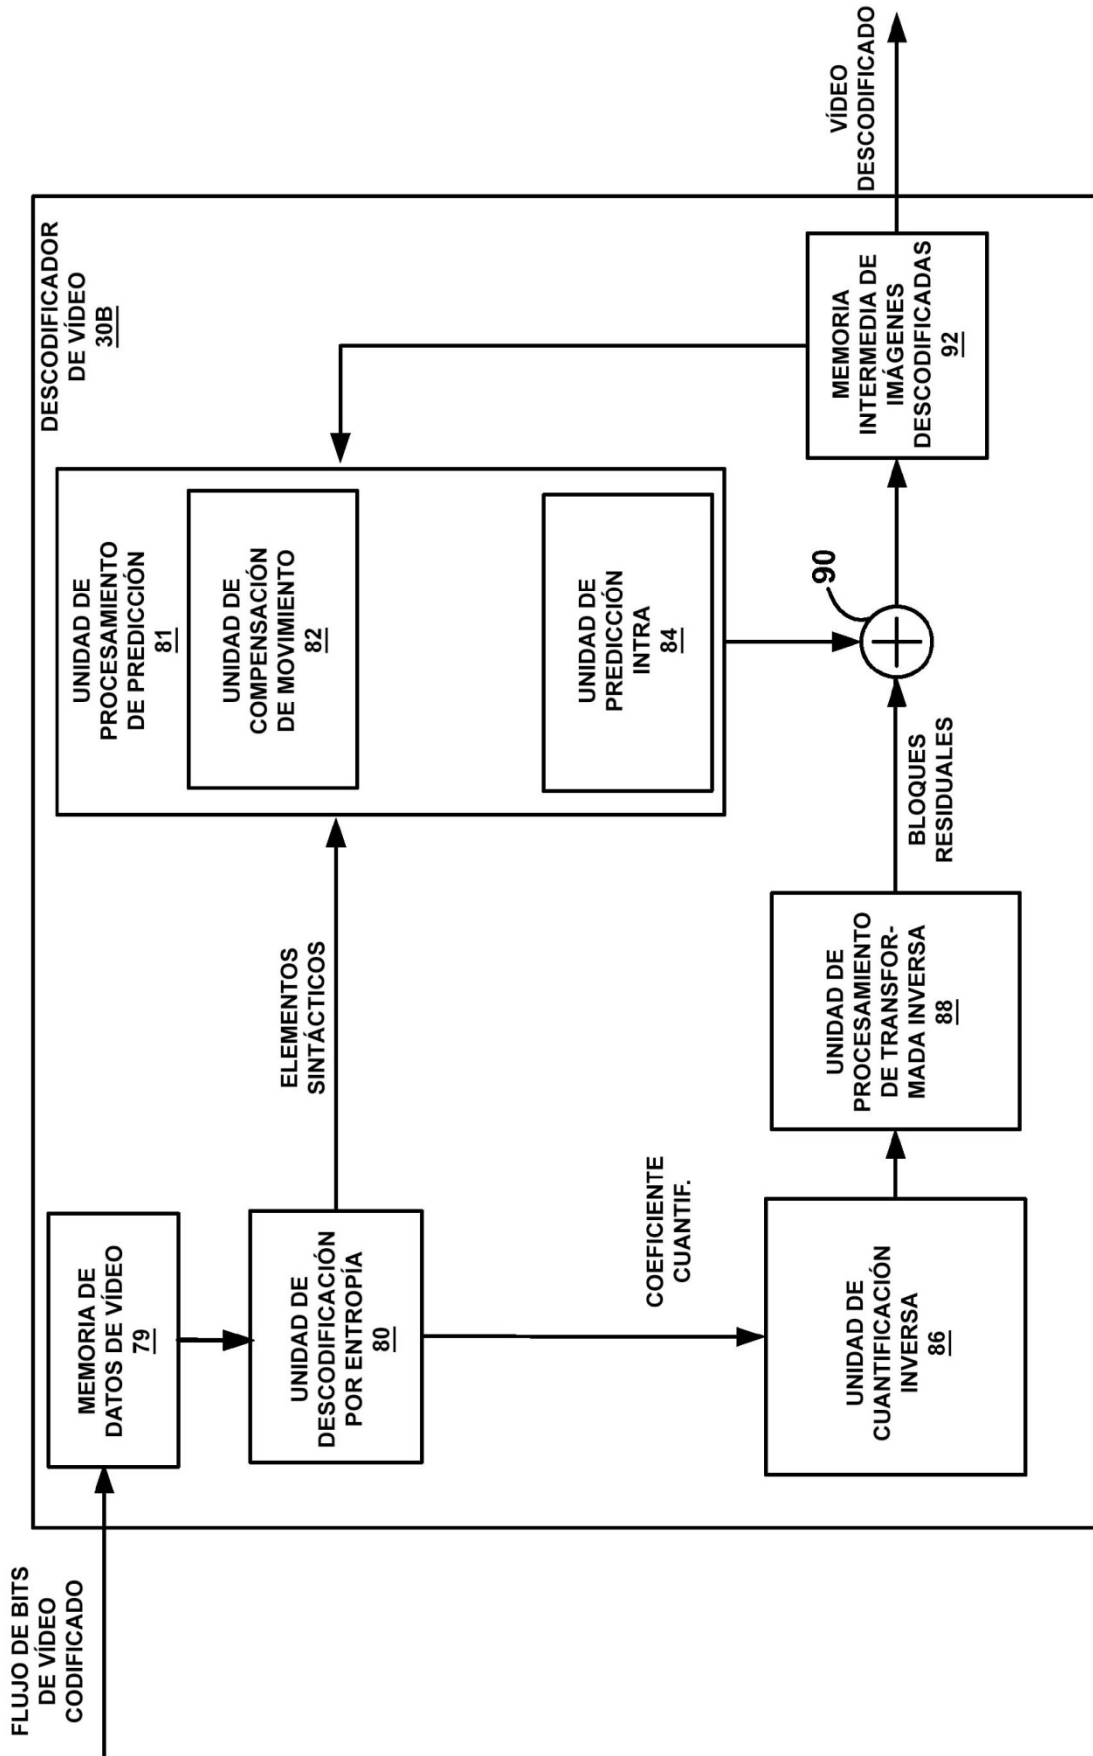 FLUJO DE BITS
DE VÍDEO
CODIFICADO
DESCODIFICADOR
DE VÍDEO
30B
MEMORIA DE
DATOS DE VÍDEO
79
UNIDAD DE
DESCODIFICACIÓN
POR ENTROPÍA
80
ELEMENTOS
SINTÁCTICOS
UNIDAD DE
PROCESAMIENTO
DE PREDICCIÓN
81
UNIDAD DE
COMPENSACIÓN
DE MOVIMIENTO
82
UNIDAD DE
PREDICCIÓN
INTRA
84
COEFICIENTE
CUANTIF.
UNIDAD DE
CUANTIFICACIÓN
INVERSA
86
UNIDAD DE
PROCESAMIENTO
DE TRANSFOR-
MADA INVERSA
88
BLOQUES
RESIDUALES
90
MEMORIA
INTERMEDIA DE
IMÁGENES
DESCODIFICADAS
92
VÍDEO
DESCODIFICADO